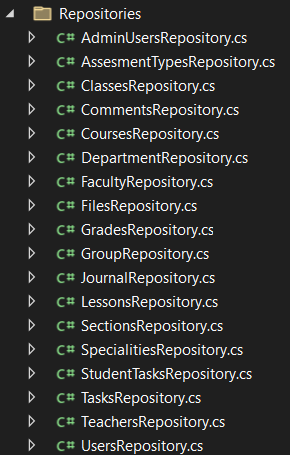 Repositories
C# AdminUsersRepository.cs
C# AssesmentTypesRepository.cs
C# ClassesRepository.cs
C# CommentsRepository.cs
C# CoursesRepository.cs
C# DepartmentRepository.cs
C# FacultyRepository.cs
C# FilesRepository.cs
C# GradesRepository.cs
C# GroupRepository.cs
C# JournalRepository.cs
C# LessonsRepository.cs
C# SectionsRepository.cs
C# SpecialitiesRepository.cs
C# StudentTasksRepository.cs
C# TasksRepository.cs
C# TeachersRepository.cs
C# UsersRepository.cs